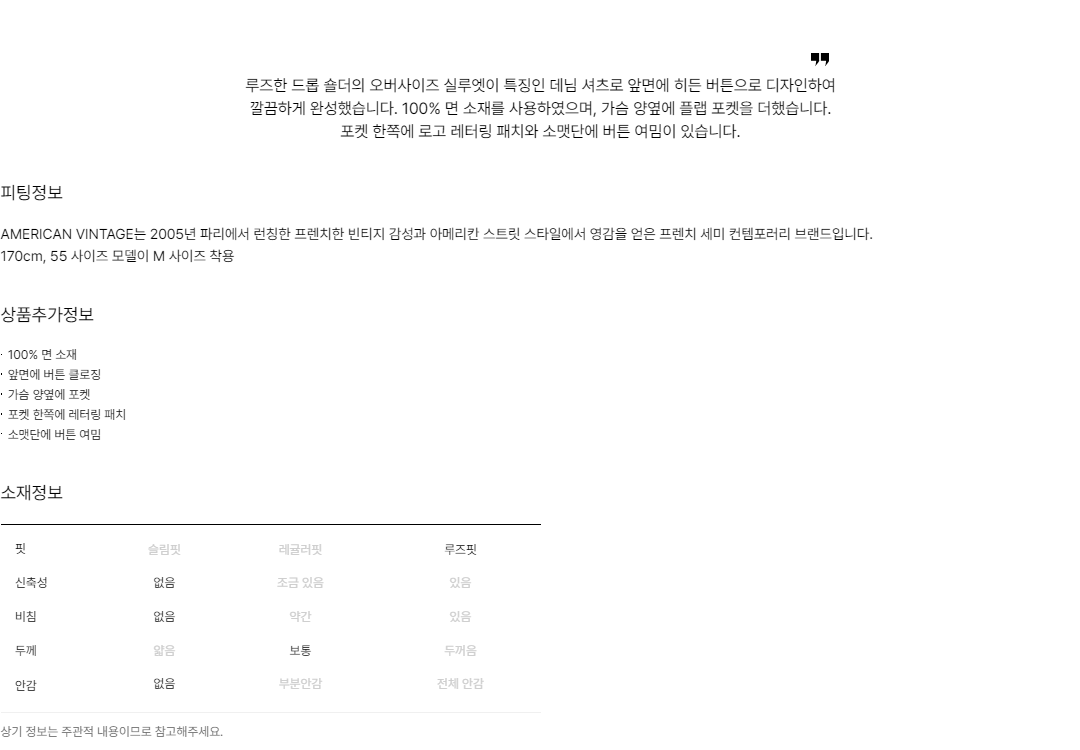 ❞
루즈한 드롭 숄더의 오버사이즈 실루엣이 특징인 데님 셔츠로 앞면에 히든 버튼으로 디자인하여
깔끔하게 완성했습니다. 100% 면 소재를 사용하였으며, 가슴 양옆에 플랩 포켓을 더했습니다.
포켓 한쪽에 로고 레터링 패치와 소맷단에 버튼 여밈이 있습니다.
피팅정보
AMERICAN VINTAGE는 2005년 파리에서 런칭한 프렌치한 빈티지 감성과 아메리칸 스트릿 스타일에서 영감을 얻은 프렌치 세미 컨템포러리 브랜드입니다.
170cm, 55 사이즈 모델이 M 사이즈 착용
상품추가정보
· 100% 면 소재
· 앞면에 버튼 클로징
· 가슴 양옆에 포켓
· 포켓 한쪽에 레터링 패치
· 소맷단에 버튼 여밈
소재정보
핏 슬림핏 레귤러핏 루즈핏
신축성 없음 조금 있음 있음
비침 없음 약간 있음
두께 얇음 보통 두꺼움
안감 없음 부분안감 전체 안감
상기 정보는 주관적 내용이므로 참고해주세요.